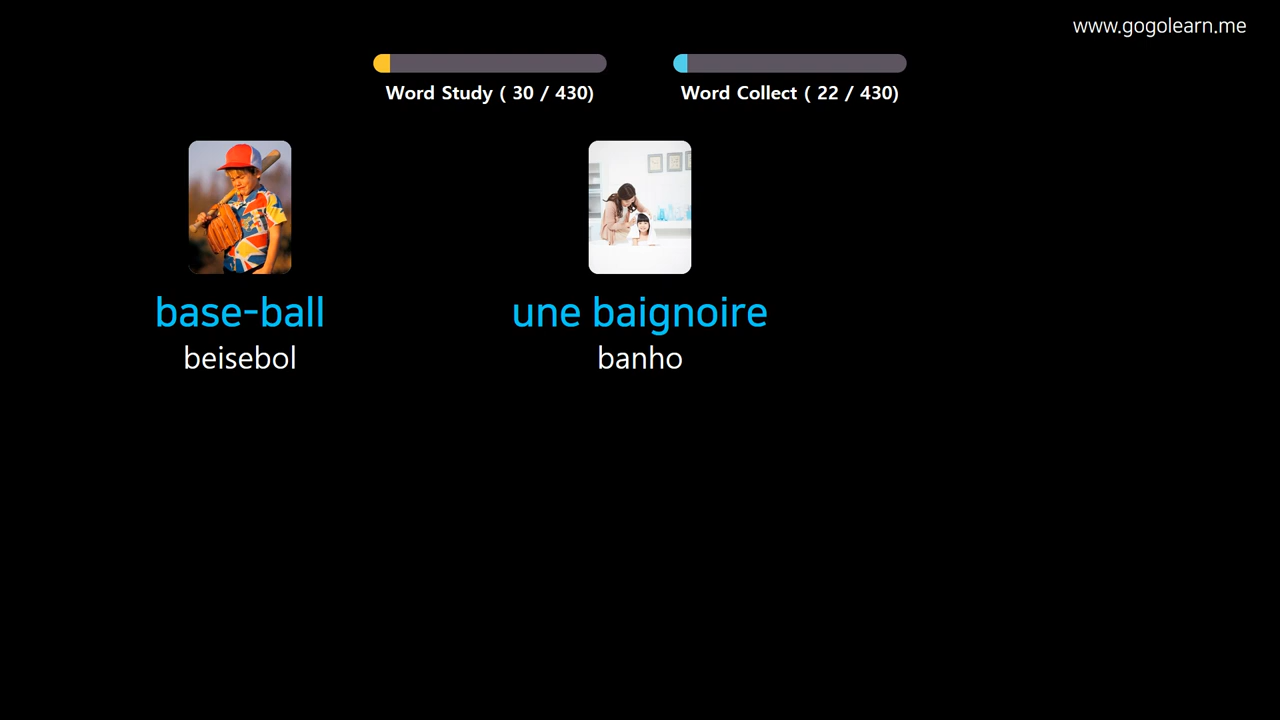 www.gogolearn.me
Word Study ( 30 / 430)
Word Collect ( 22 / 430)
base-ball
beisebol
une baignoire
banho